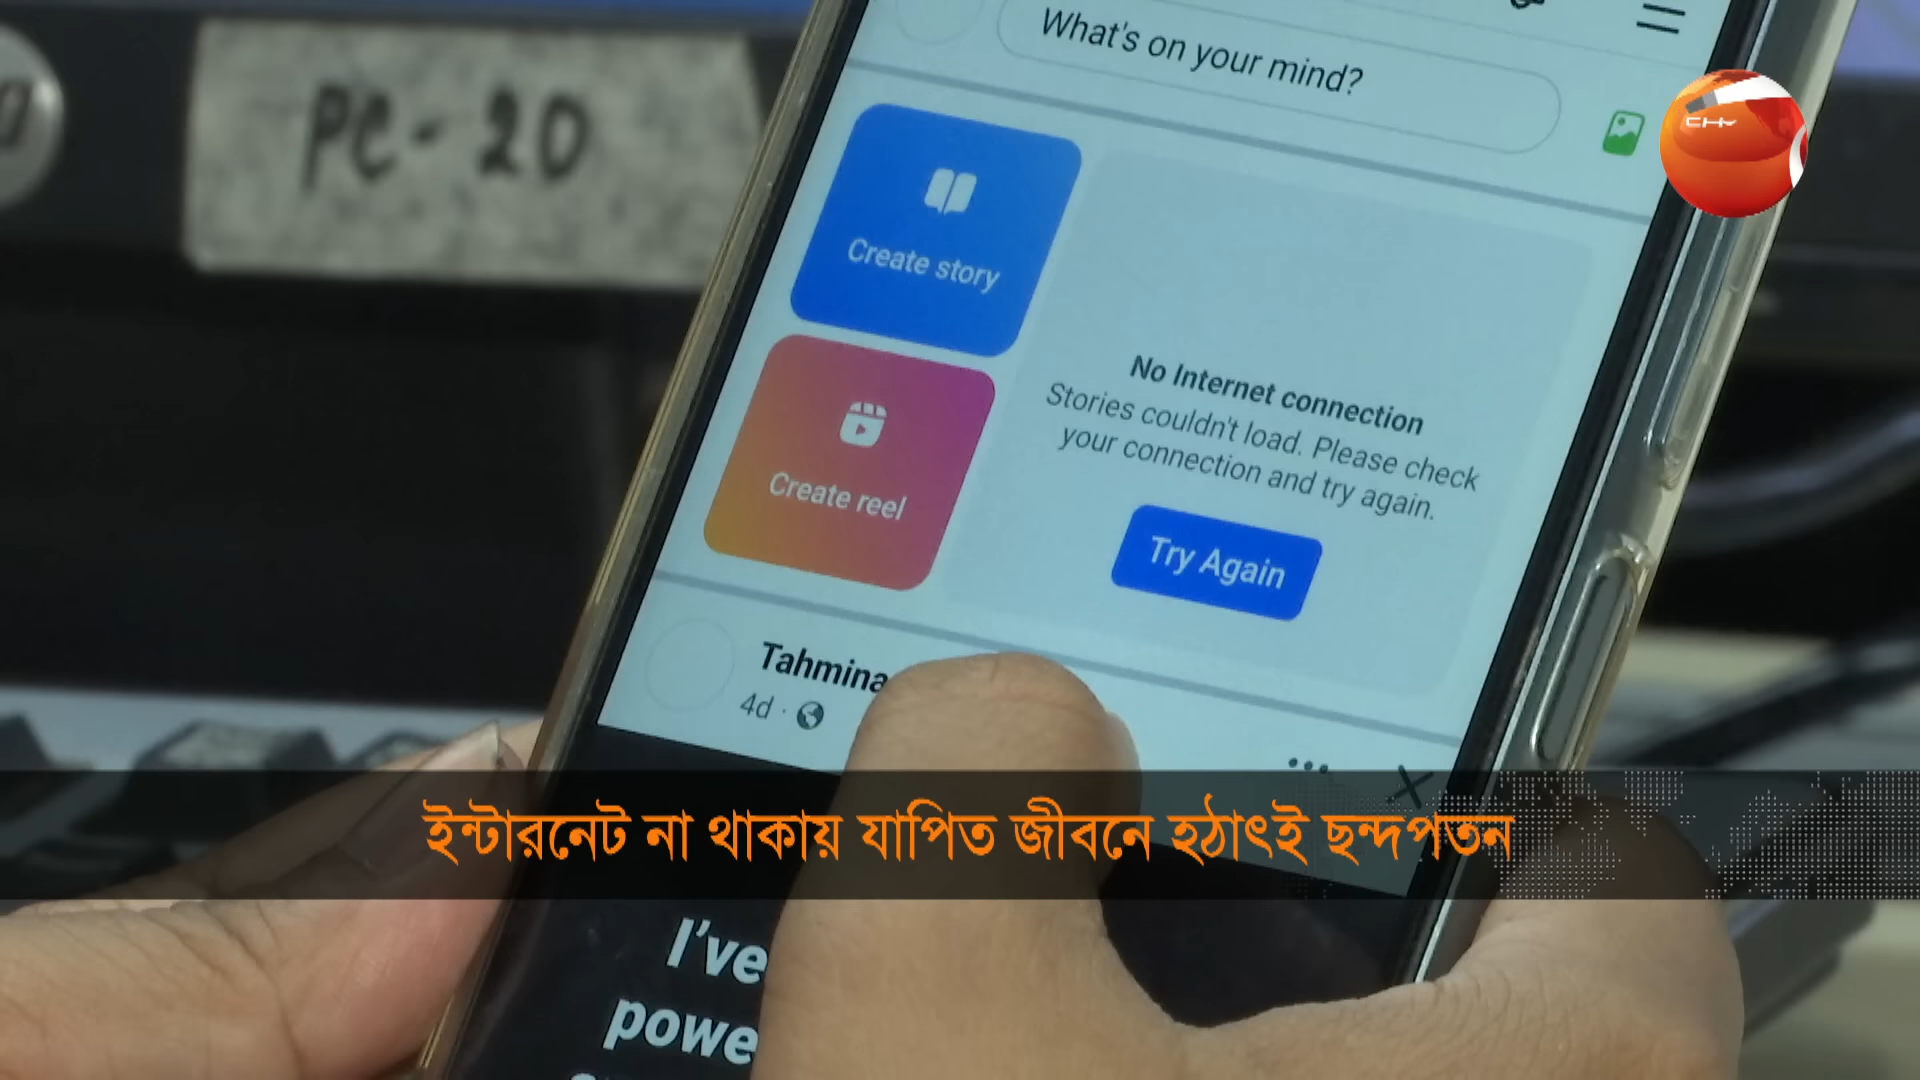 What's on your mind?
PC-20
CHኑ
Create story
No Internet connection
Stories couldn't load. Please check
your connection and try again.
Create reel
Try Again
Tahmina
4d ·
ইন্টারনেট না থাকায় যাপিত জীবনে হঠাৎই ছন্দপতন
I've
powe